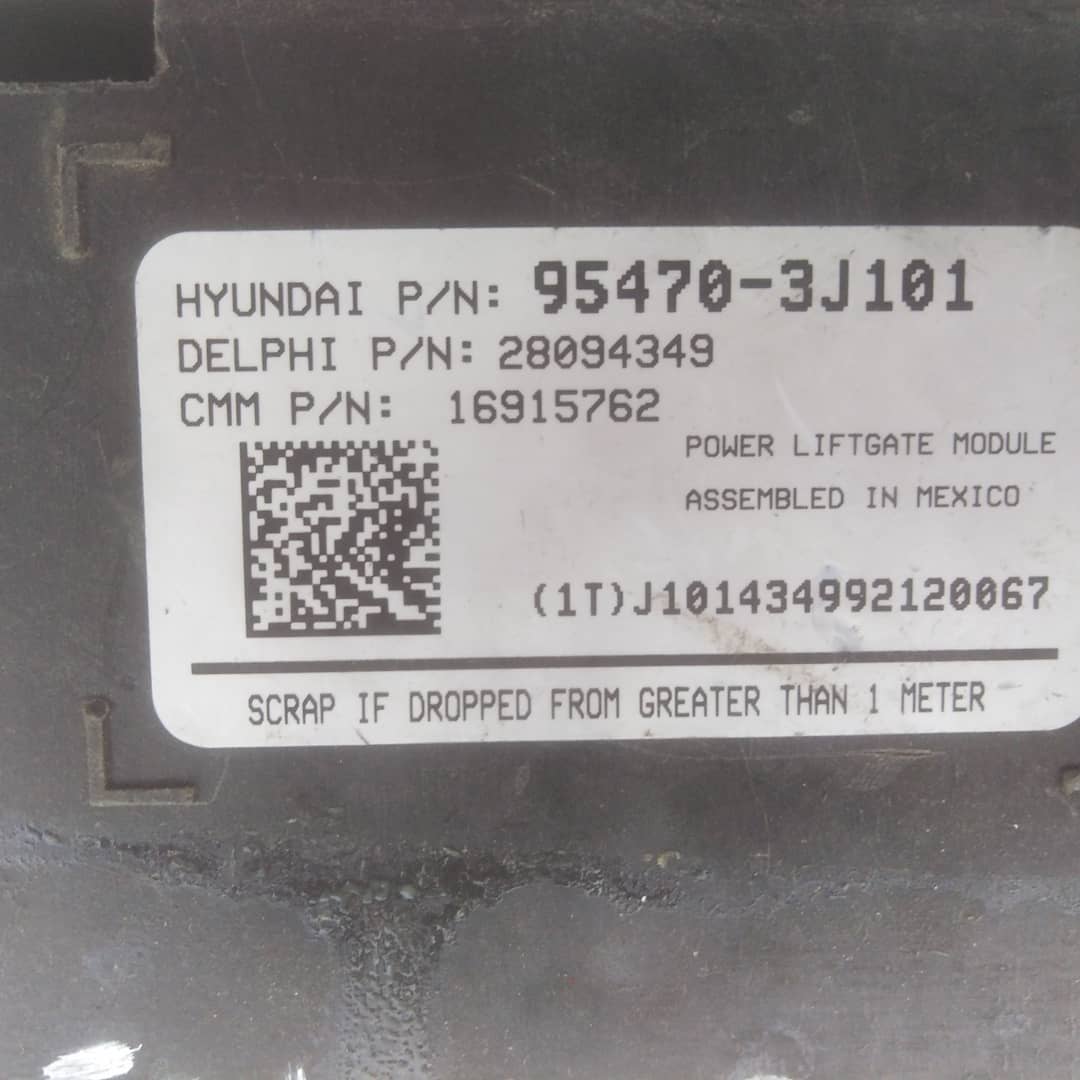 HYUNDAI P/N: 95470-3J101
DELPHI P/N: 28094349
CMM P/N: 16915762
POWER LIFTGATE MODULE
ASSEMBLED IN MEXICO
(1T)J101434992120067
SCRAP IF DROPPED FROM GREATER THAN 1 METER